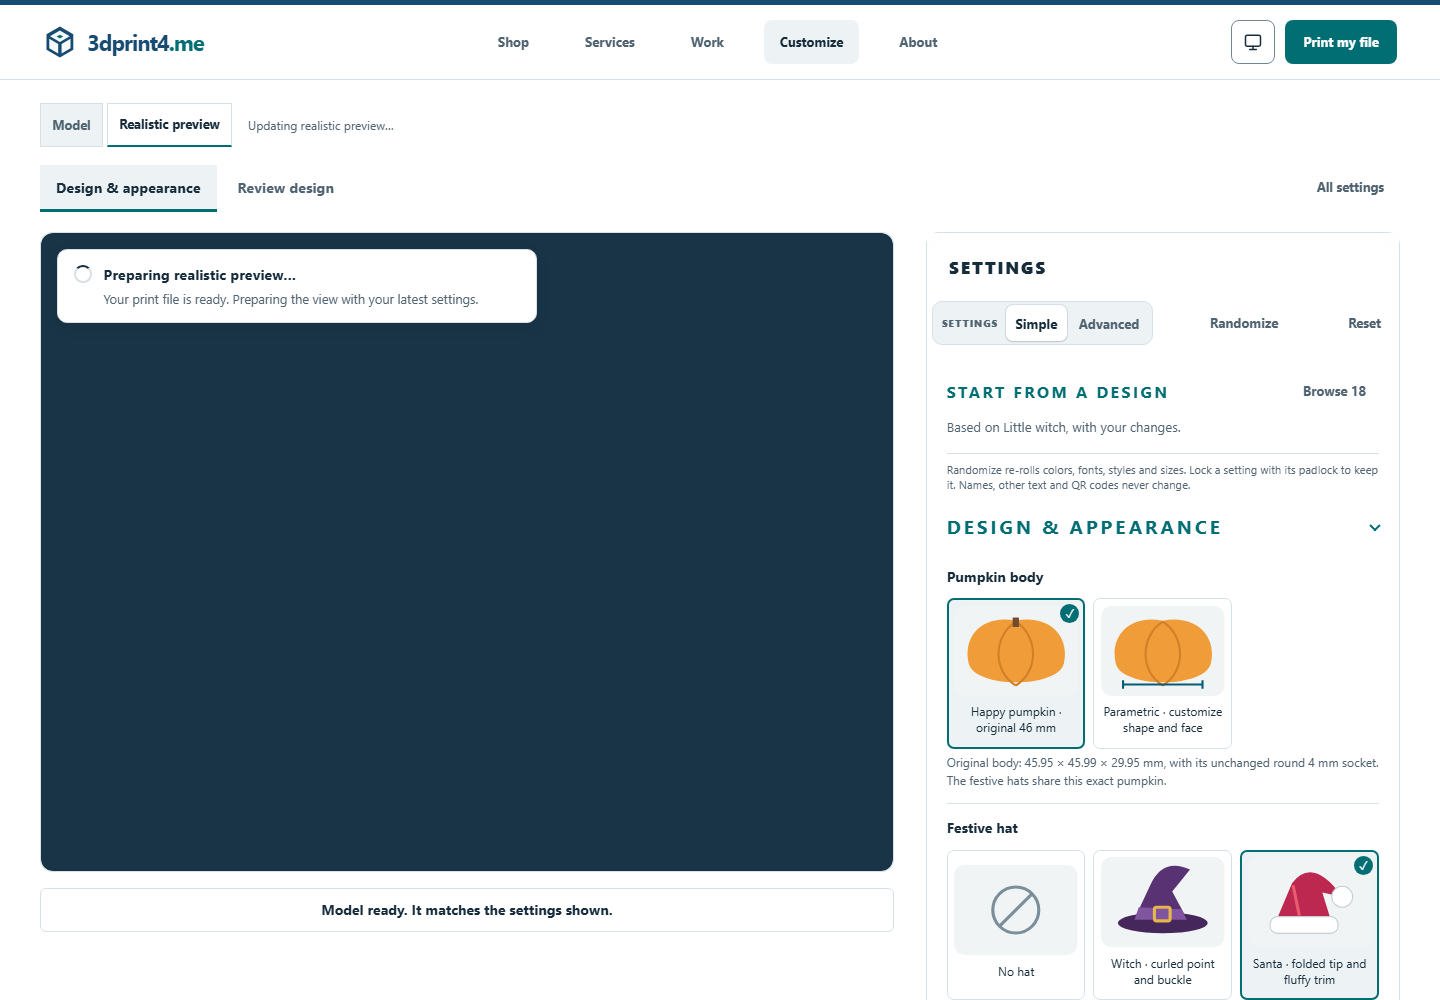 3dprint4.me
Shop
Services
Work
Customize
About
Print my file
Model
Realistic preview
Updating realistic preview...
Design & appearance
Review design
All settings
Preparing realistic preview...
Your print file is ready. Preparing the view with your latest settings.
Model ready. It matches the settings shown.
SETTINGS
SETTINGS
Simple
Advanced
Randomize
Reset
START FROM A DESIGN
Browse 18
Based on Little witch, with your changes.
Randomize re-rolls colors, fonts, styles and sizes. Lock a setting with its padlock to keep
it. Names, other text and QR codes never change.
DESIGN & APPEARANCE
Pumpkin body
Happy pumpkin ·
original 46 mm
Parametric · customize
shape and face
Original body: 45.95 × 45.99 × 29.95 mm, with its unchanged round 4 mm socket.
The festive hats share this exact pumpkin.
Festive hat
No hat
Witch · curled point
and buckle
Santa · folded tip and
fluffy trim